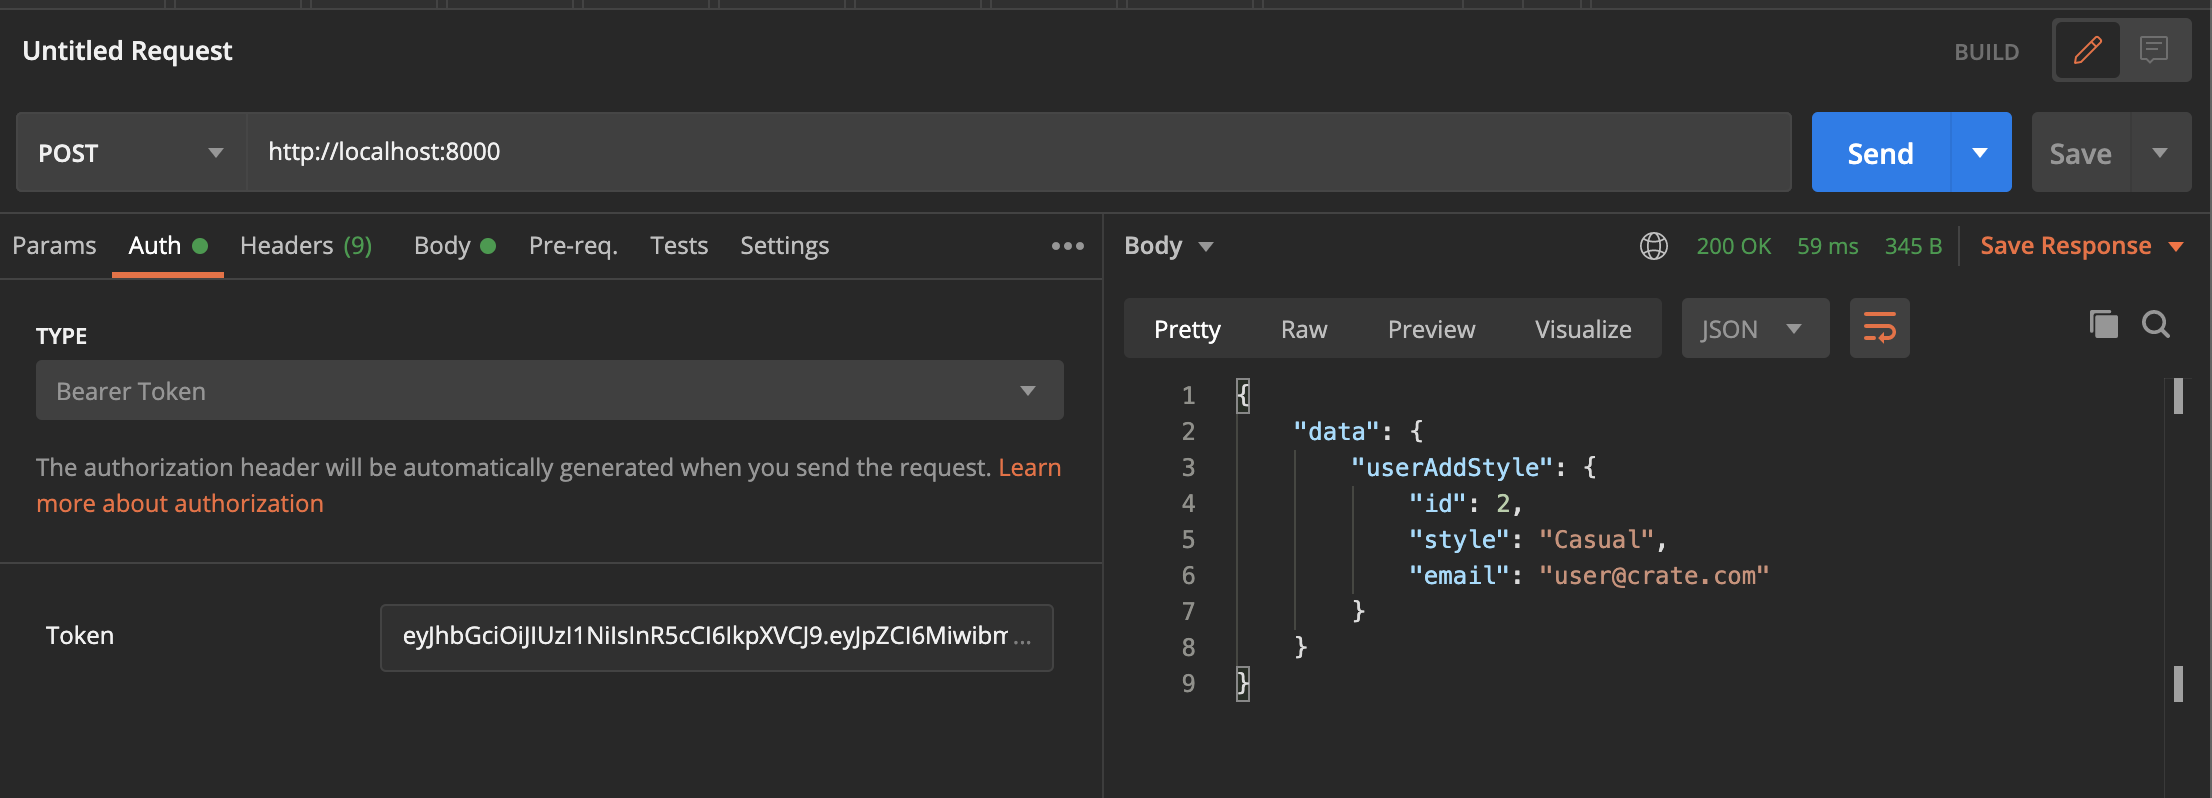 Untitled Request
BUILD
POST
http://localhost:8000
Send
Save
Params Auth Headers (9) Body Pre-req. Tests Settings
Body
200 OK 59 ms 345 B
Save Response
TYPE
Bearer Token
The authorization header will be automatically generated when you send the request. Learn
more about authorization
Token
eyJhbGciOiJIUzI1NiIsInR5cCI6IkpXVCJ9.eyJpZCI6Miwibm ...
Pretty Raw Preview Visualize
JSON
1 {
2 "data": {
3 "userAddStyle": {
4 "id": 2,
5 "style": "Casual",
6 "email": "user@crate.com"
7 }
8 }
9 }